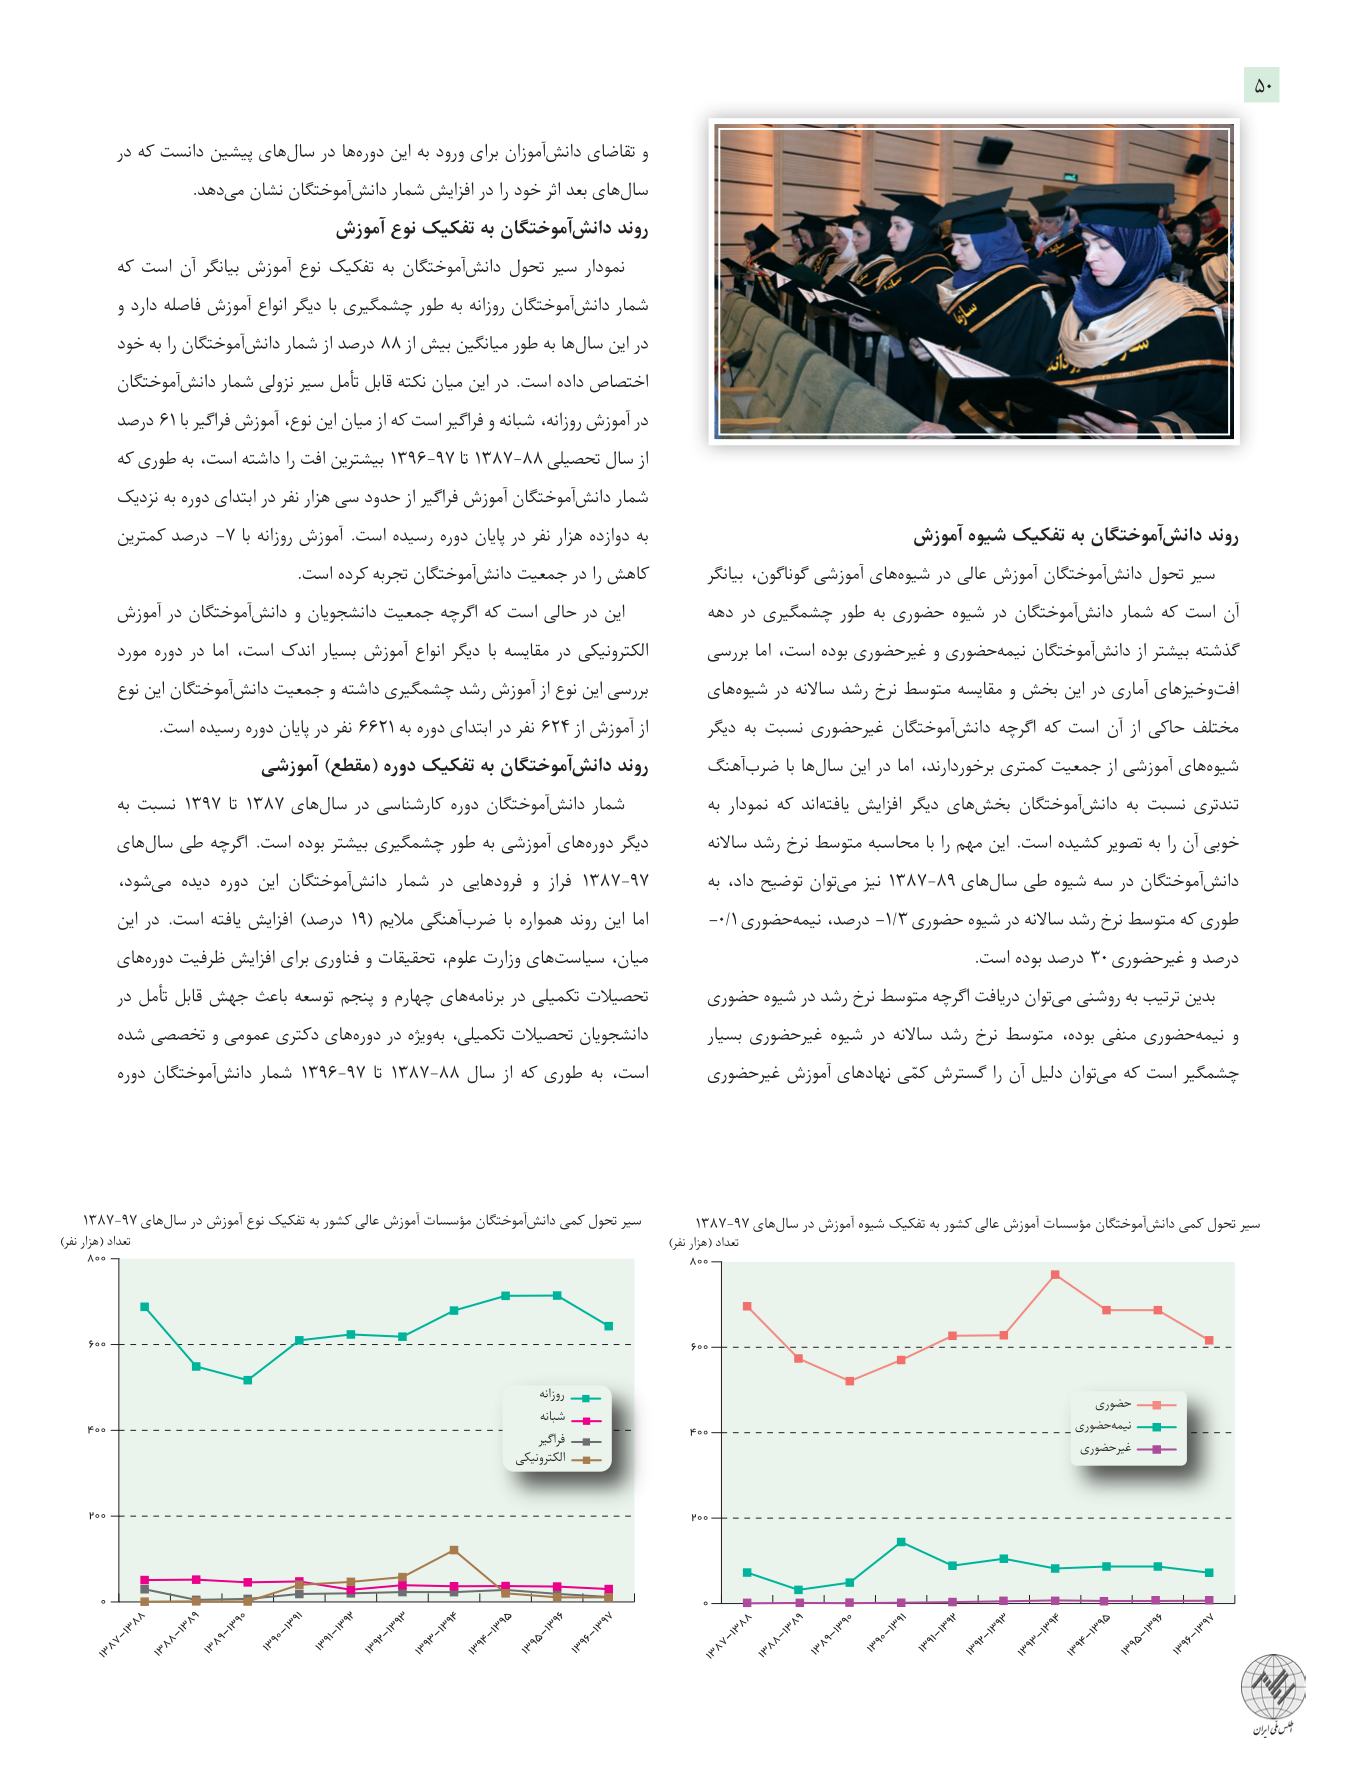 ۵۰
روند دانش‌آموختگان به تفکیک شیوه آموزش
سیر تحول دانش‌آموختگان آموزش عالی در شیوه‌های آموزشی گوناگون، بیانگر
آن است که شمار دانش‌آموختگان در شیوه حضوری به طور چشمگیری در دهه
گذشته بیشتر از دانش‌آموختگان نیمه‌حضوری و غیرحضوری بوده است، اما بررسی
افت‌وخیزهای آماری در این بخش و مقایسه متوسط نرخ رشد سالانه در شیوه‌های
مختلف حاکی از آن است که اگرچه دانش‌آموختگان غیرحضوری نسبت به دیگر
شیوه‌های آموزشی از جمعیت کمتری برخوردارند، اما در این سال‌ها با ضرب‌آهنگ
تندتری نسبت به دانش‌آموختگان بخش‌های دیگر افزایش یافته‌اند که نمودار به
خوبی آن را به تصویر کشیده است. این مهم را با محاسبه متوسط نرخ رشد سالانه
دانش‌آموختگان در سه شیوه طی سال‌های ۸۹-۱۳۸۷ نیز می‌توان توضیح داد، به
طوری که متوسط نرخ رشد سالانه در شیوه حضوری ۱/۳- درصد، نیمه‌حضوری ۰/۱-
درصد و غیرحضوری ۳۰ درصد بوده است.
بدین ترتیب به روشنی می‌توان دریافت اگرچه متوسط نرخ رشد در شیوه حضوری
و نیمه‌حضوری منفی بوده، متوسط نرخ رشد سالانه در شیوه غیرحضوری بسیار
چشمگیر است که می‌توان دلیل آن را گسترش کمّی نهادهای آموزش غیرحضوری
و تقاضای دانش‌آموزان برای ورود به این دوره‌ها در سال‌های پیشین دانست که در
سال‌های بعد اثر خود را در افزایش شمار دانش‌آموختگان نشان می‌دهد.
روند دانش‌آموختگان به تفکیک نوع آموزش
نمودار سیر تحول دانش‌آموختگان به تفکیک نوع آموزش بیانگر آن است که
شمار دانش‌آموختگان روزانه به طور چشمگیری با دیگر انواع آموزش فاصله دارد و
در این سال‌ها به طور میانگین بیش از ۸۸ درصد از شمار دانش‌آموختگان را به خود
اختصاص داده است. در این میان نکته قابل تأمل سیر نزولی شمار دانش‌آموختگان
در آموزش روزانه، شبانه و فراگیر است که از میان این نوع، آموزش فراگیر با ۶۱ درصد
از سال تحصیلی ۸۸-۱۳۸۷ تا ۹۷-۱۳۹۶ بیشترین افت را داشته است، به طوری که
شمار دانش‌آموختگان آموزش فراگیر از حدود سی هزار نفر در ابتدای دوره به نزدیک
به دوازده هزار نفر در پایان دوره رسیده است. آموزش روزانه با ۷- درصد کمترین
کاهش را در جمعیت دانش‌آموختگان تجربه کرده است.
این در حالی است که اگرچه جمعیت دانشجویان و دانش‌آموختگان در آموزش
الکترونیکی در مقایسه با دیگر انواع آموزش بسیار اندک است، اما در دوره مورد
بررسی این نوع از آموزش رشد چشمگیری داشته و جمعیت دانش‌آموختگان این نوع
از آموزش از ۶۲۴ نفر در ابتدای دوره به ۶۶۲۱ نفر در پایان دوره رسیده است.
روند دانش‌آموختگان به تفکیک دوره (مقطع) آموزشی
شمار دانش‌آموختگان دوره کارشناسی در سال‌های ۱۳۸۷ تا ۱۳۹۷ نسبت به
دیگر دوره‌های آموزشی به طور چشمگیری بیشتر بوده است. اگرچه طی سال‌های
۹۷-۱۳۸۷ فراز و فرودهایی در شمار دانش‌آموختگان این دوره دیده می‌شود،
اما این روند همواره با ضرب‌آهنگی ملایم (۱۹ درصد) افزایش یافته است. در این
میان، سیاست‌های وزارت علوم، تحقیقات و فناوری برای افزایش ظرفیت دوره‌های
تحصیلات تکمیلی در برنامه‌های چهارم و پنجم توسعه باعث جهش قابل تأمل در
دانشجویان تحصیلات تکمیلی، به‌ویژه در دوره‌های دکتری عمومی و تخصصی شده
است، به طوری که از سال ۸۸-۱۳۸۷ تا ۹۷-۱۳۹۶ شمار دانش‌آموختگان دوره
سیر تحول کمی دانش‌آموختگان مؤسسات آموزش عالی کشور به تفکیک شیوه آموزش در سال‌های ۹۷-۱۳۸۷
تعداد (هزار نفر)
۸۰۰
۶۰۰
۴۰۰
۲۰۰
۰
حضوری
نیمه‌حضوری
غیرحضوری
۱۳۸۷-۱۳۸۸
۱۳۸۸-۱۳۸۹
۱۳۸۹-۱۳۹۰
۱۳۹۰-۱۳۹۱
۱۳۹۱-۱۳۹۲
۱۳۹۲-۱۳۹۳
۱۳۹۳-۱۳۹۴
۱۳۹۴-۱۳۹۵
۱۳۹۵-۱۳۹۶
۱۳۹۶-۱۳۹۷
سیر تحول کمی دانش‌آموختگان مؤسسات آموزش عالی کشور به تفکیک نوع آموزش در سال‌های ۹۷-۱۳۸۷
تعداد (هزار نفر)
۸۰۰
۶۰۰
۴۰۰
۲۰۰
۰
روزانه
شبانه
فراگیر
الکترونیکی
۱۳۸۷-۱۳۸۸
۱۳۸۸-۱۳۸۹
۱۳۸۹-۱۳۹۰
۱۳۹۰-۱۳۹۱
۱۳۹۱-۱۳۹۲
۱۳۹۲-۱۳۹۳
۱۳۹۳-۱۳۹۴
۱۳۹۴-۱۳۹۵
۱۳۹۵-۱۳۹۶
۱۳۹۶-۱۳۹۷
اطلس ملی ایران